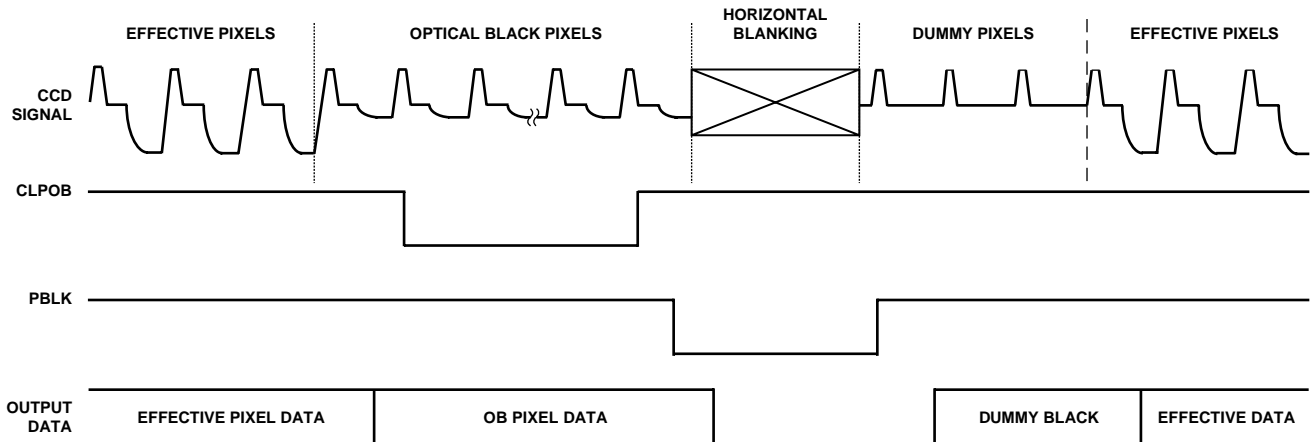 EFFECTIVE PIXELS
OPTICAL BLACK PIXELS
HORIZONTAL
BLANKING
DUMMY PIXELS
EFFECTIVE PIXELS
CCD
SIGNAL
CLPOB
PBLK
OUTPUT
DATA
EFFECTIVE PIXEL DATA
OB PIXEL DATA
DUMMY BLACK
EFFECTIVE DATA